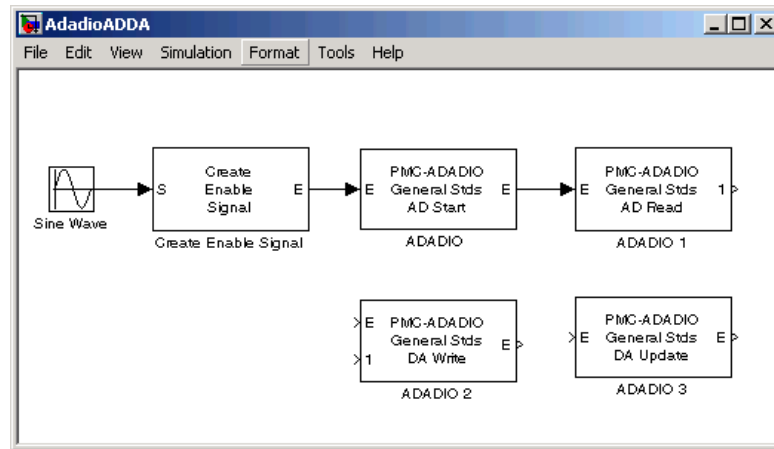 AdadioADDA
File Edit View Simulation Format Tools Help
Sine Wave
S
Create
Enable
Signal
E
Create Enable Signal
E
PMC-ADADIO
General Stds
AD Start
E
ADADIO
E
PMC-ADADIO
General Stds
AD Read
1
ADADIO 1
E
1
PMC-ADADIO
General Stds
DA Write
E
ADADIO 2
E
PMC-ADADIO
General Stds
DA Update
E
ADADIO 3